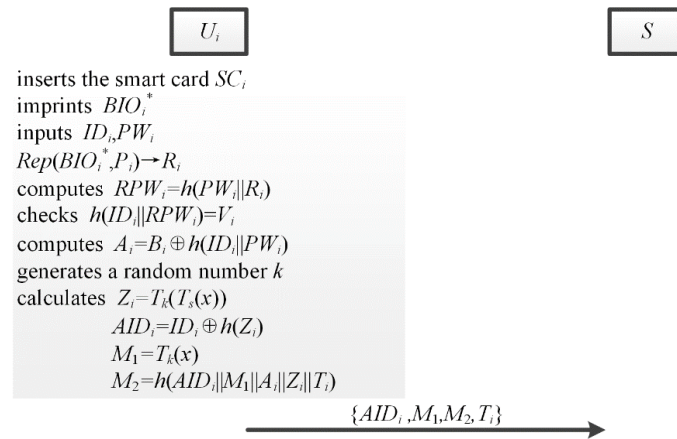 U_i
S
inserts the smart card SC_i
imprints BIO_i^*
inputs ID_i,PW_i
Rep(BIO_i^*,P_i)→R_i
computes RPW_i=h(PW_i||R_i)
checks h(ID_i||RPW_i)=V_i
computes A_i=B_i⊕h(ID_i||PW_i)
generates a random number k
calculates Z_i=T_k(T_s(x))
AID_i=ID_i⊕h(Z_i)
M_1=T_k(x)
M_2=h(AID_i||M_1||A_i||Z_i||T_i)
{AID_i,M_1,M_2,T_i}